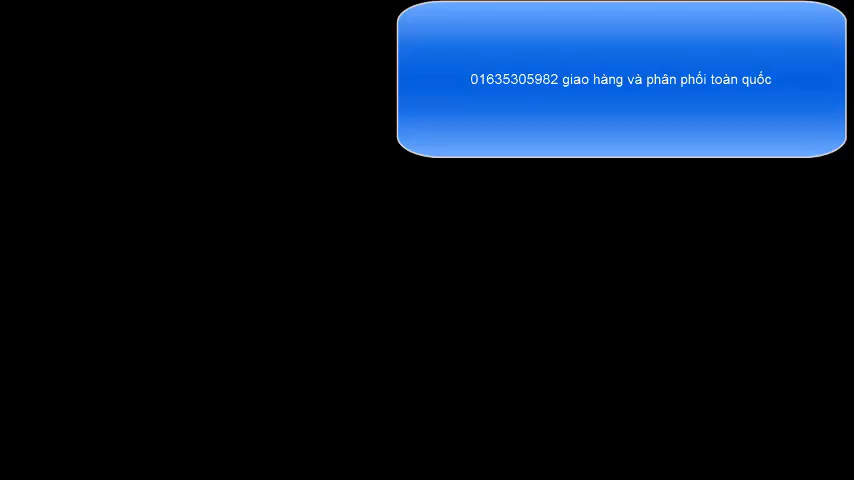 01635305982 giao hàng và phân phối toàn quốc